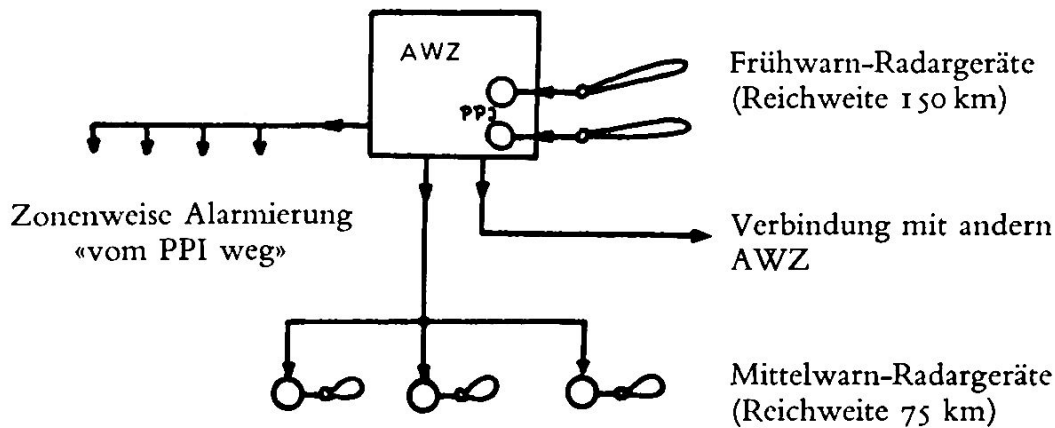 AWZ
PPI
Frühwarn-Radargeräte
(Reichweite 150 km)
Zonenweise Alarmierung
«vom PPI weg»
Verbindung mit andern
AWZ
Mittelwarn-Radargeräte
(Reichweite 75 km)